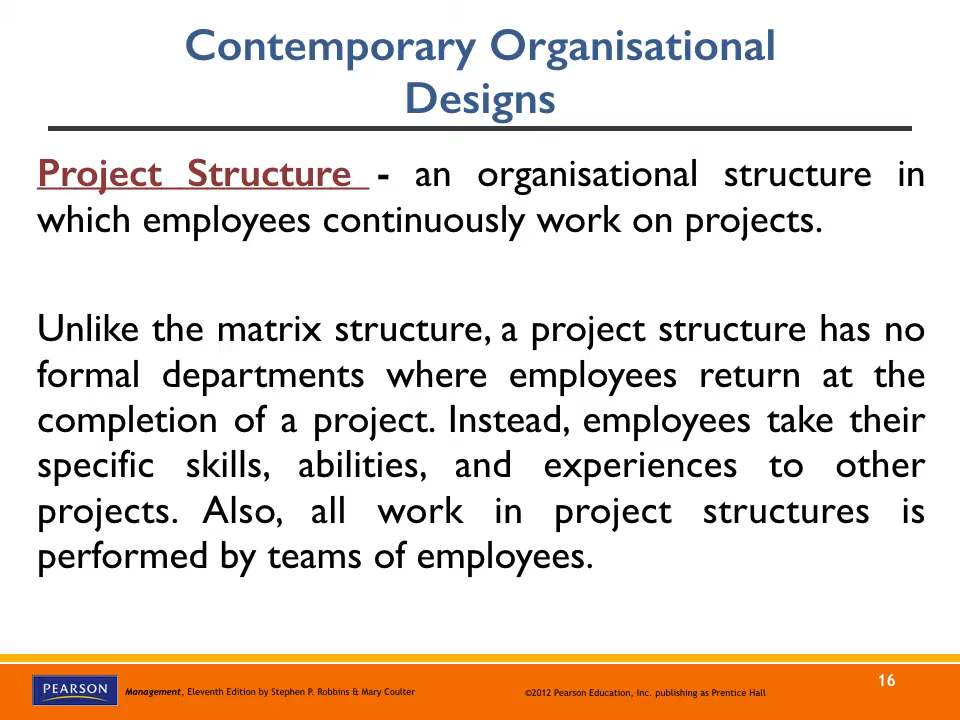 Contemporary Organisational
Designs
Project Structure - an organisational structure in
which employees continuously work on projects.
Unlike the matrix structure, a project structure has no
formal departments where employees return at the
completion of a project. Instead, employees take their
specific skills, abilities, and experiences to other
projects. Also, all work in project structures is
performed by teams of employees.
16
PEARSON
Management, Eleventh Edition by Stephen P. Robbins & Mary Coulter
©2012 Pearson Education, Inc. publishing as Prentice Hall